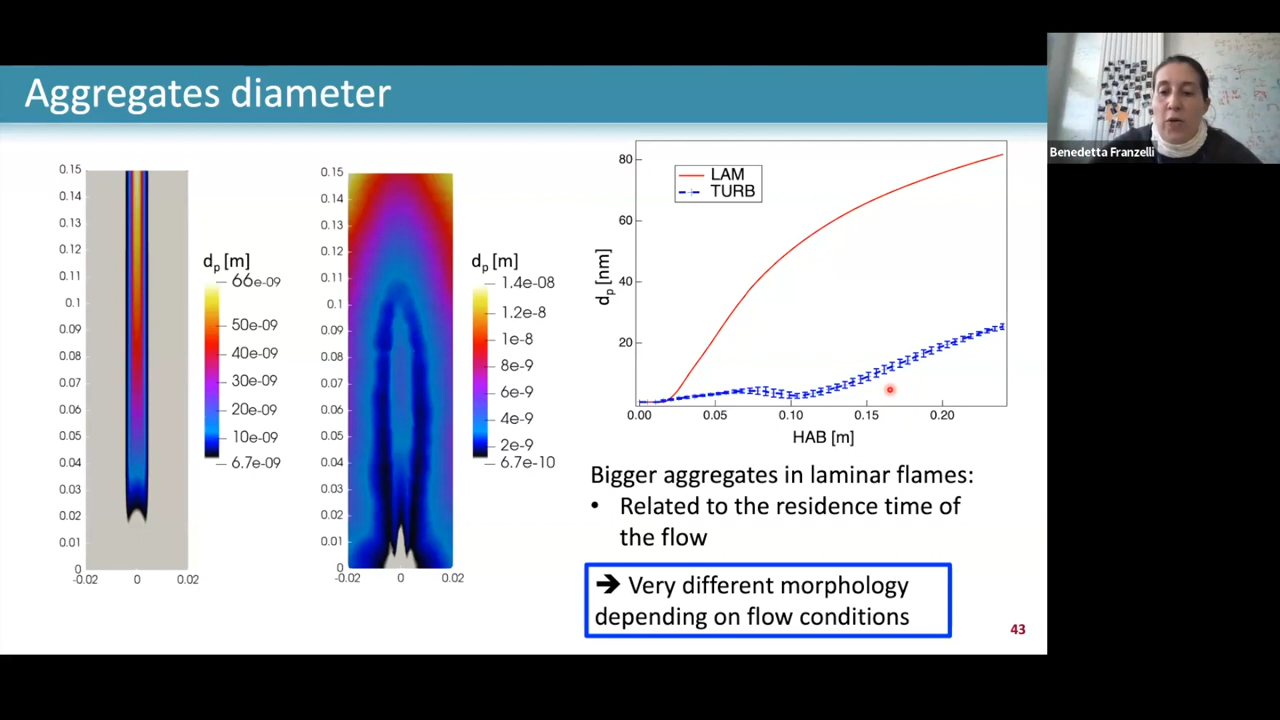 Aggregates diameter
Benedetta Franzelli
0.15
0.14
0.13
0.12
0.11
0.1
0.09
0.08
0.07
0.06
0.05
0.04
0.03
0.02
0.01
0
-0.02 0 0.02
dp [m]
66e-09
50e-09
40e-09
30e-09
20e-09
10e-09
6.7e-09
0.15
0.14
0.13
0.12
0.11
0.1
0.09
0.08
0.07
0.06
0.05
0.04
0.03
0.02
0.01
0
-0.02 0 0.02
dp [m]
1.4e-08
1.2e-8
1e-8
8e-9
6e-9
4e-9
2e-9
6.7e-10
LAM
TURB
80
60
40
20
dp [nm]
0.00 0.05 0.10 0.15 0.20
HAB [m]
Bigger aggregates in laminar flames:
• Related to the residence time of
the flow
➔ Very different morphology
depending on flow conditions
43